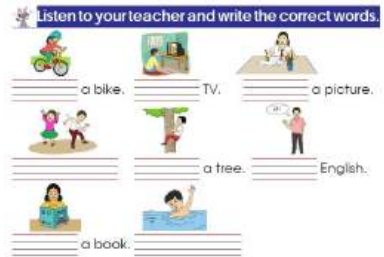 Listen to your teacher and write the correct words.
a bike. TV. a picture.
a tree. English.
a book.